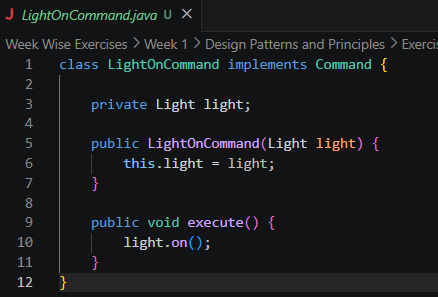 J LightOnCommand.java U ×
Week Wise Exercises > Week 1 > Design Patterns and Principles >
1 class LightOnCommand implements Command {
2
3     private Light light;
4
5     public LightOnCommand(Light light) {
6         this.light = light;
7     }
8
9     public void execute() {
10         light.on();
11     }
12 }